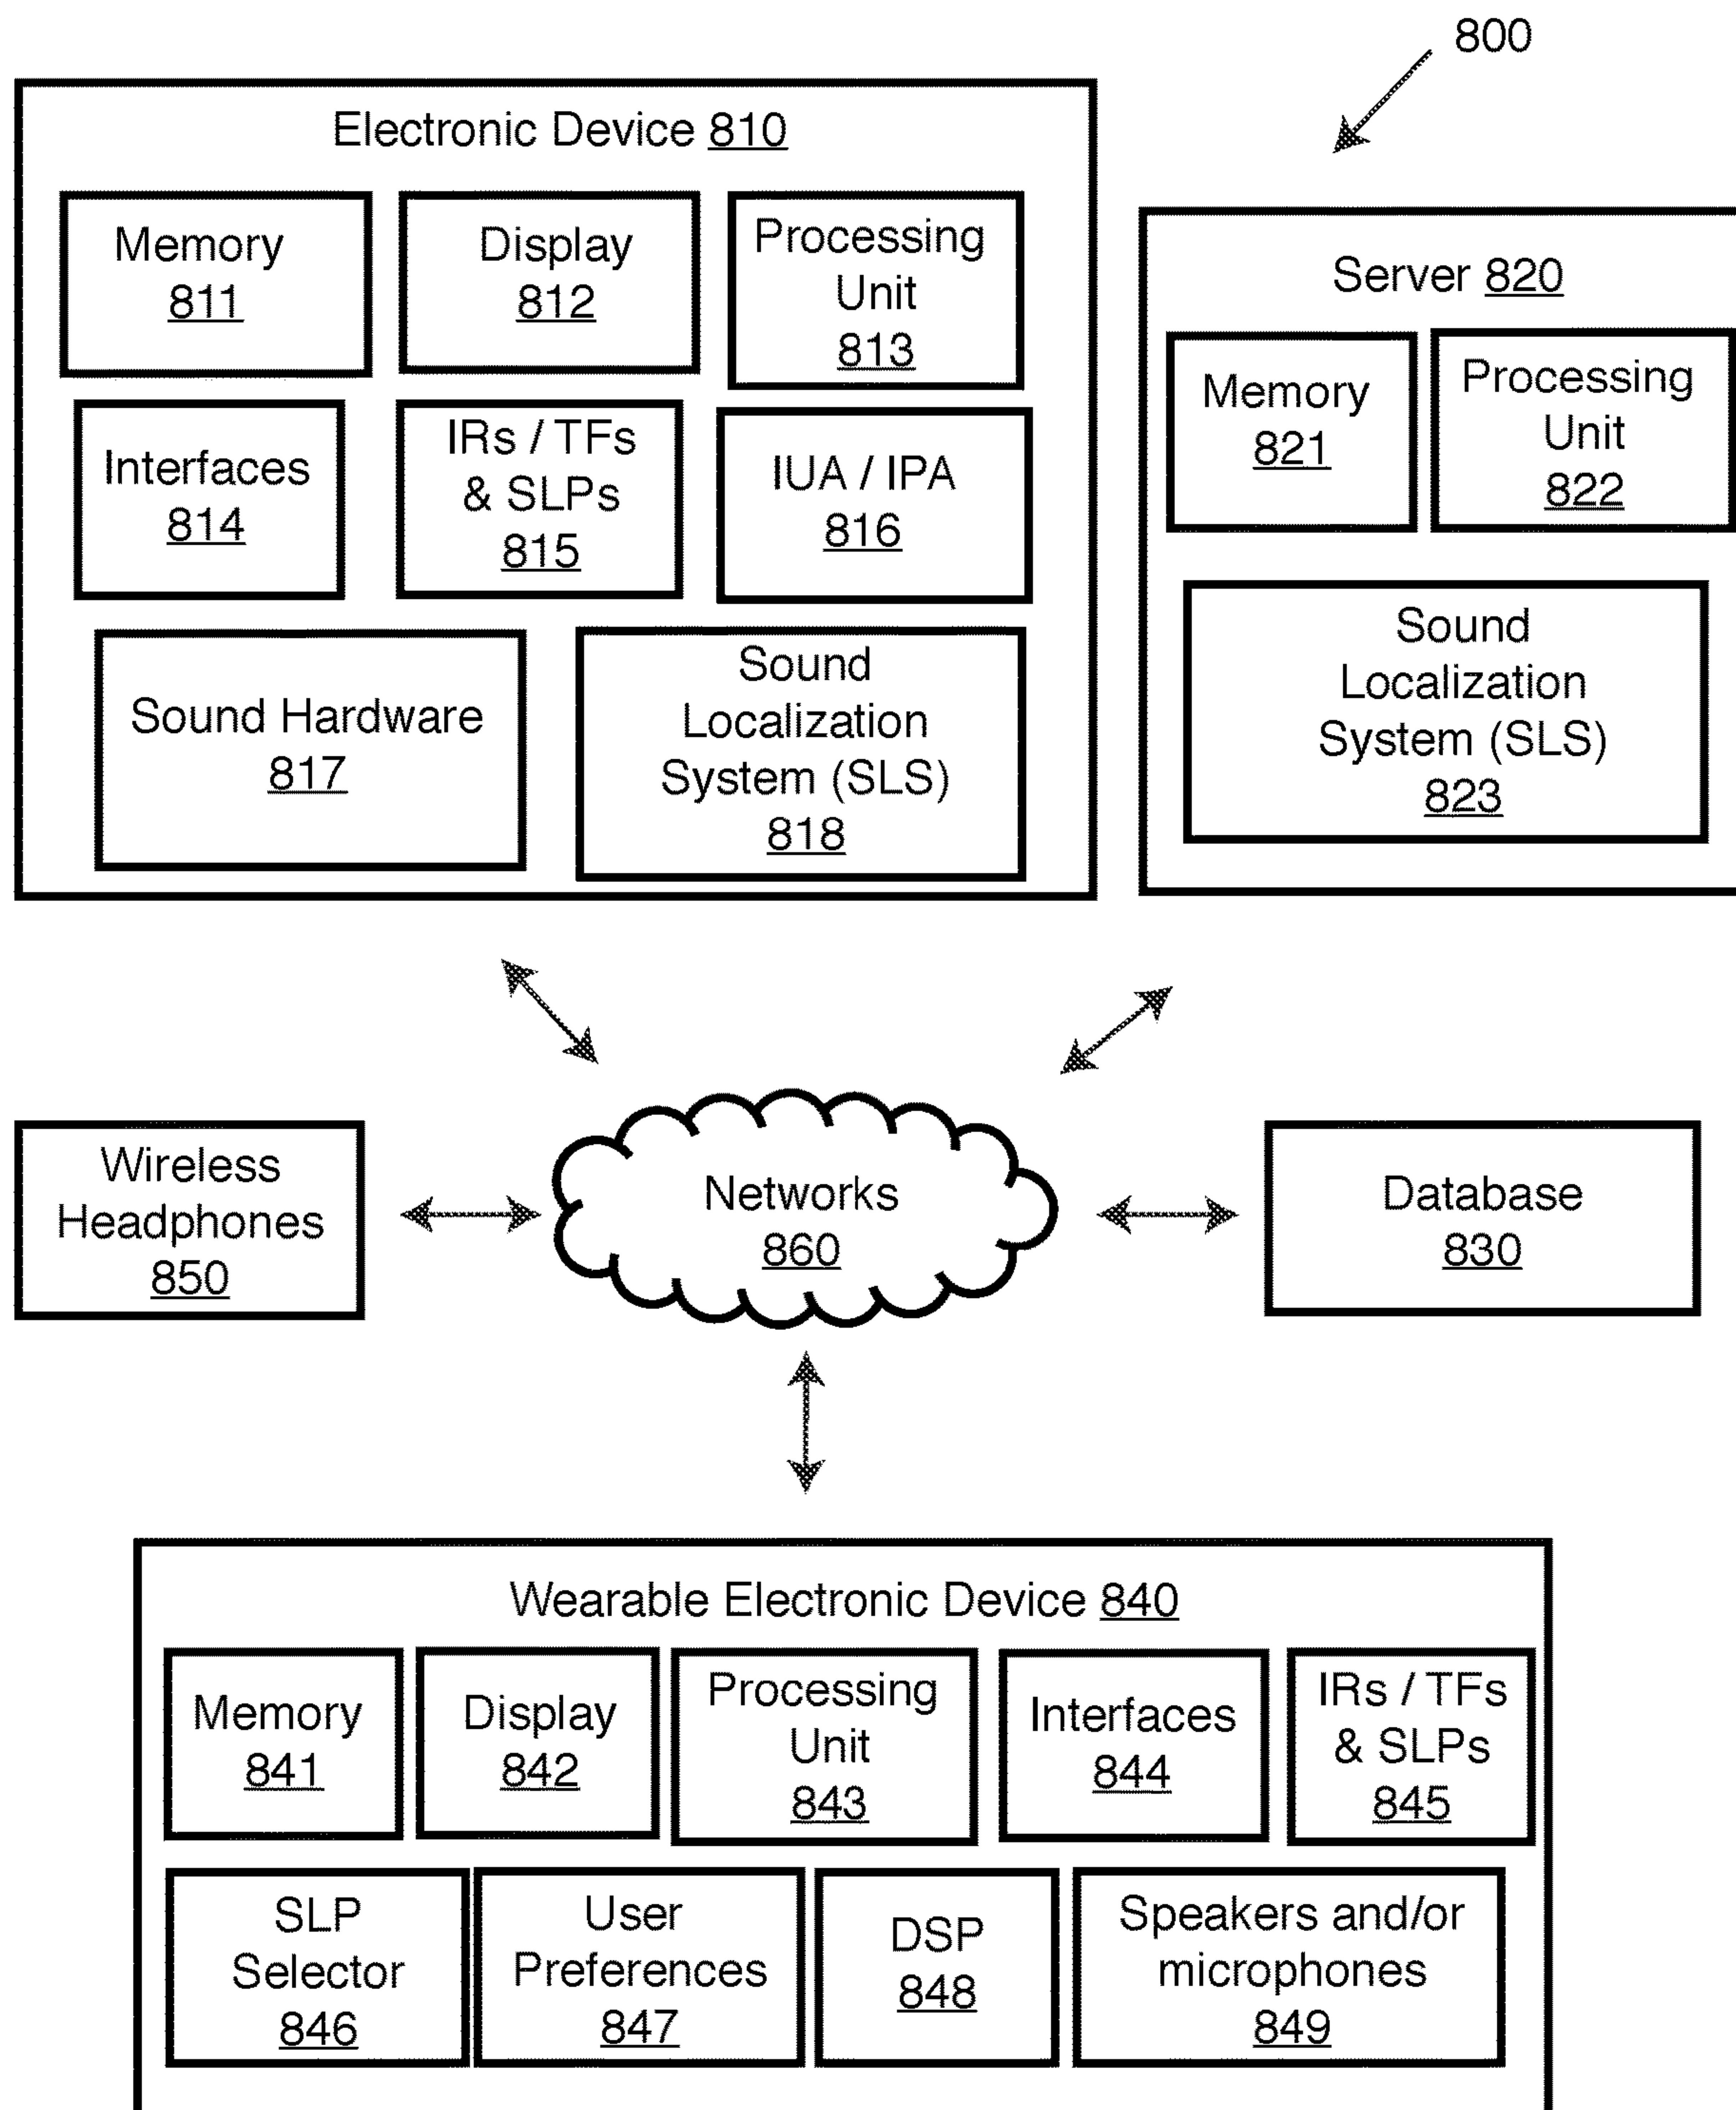 800
Electronic Device 810
Memory
811
Display
812
Processing
Unit
813
Interfaces
814
IRs / TFs
& SLPs
815
IUA / IPA
816
Sound Hardware
817
Sound
Localization
System (SLS)
818
Server 820
Memory
821
Processing
Unit
822
Sound
Localization
System (SLS)
823
Wireless
Headphones
850
Networks
860
Database
830
Wearable Electronic Device 840
Memory
841
Display
842
Processing
Unit
843
Interfaces
844
IRs / TFs
& SLPs
845
SLP
Selector
846
User
Preferences
847
DSP
848
Speakers and/or
microphones
849